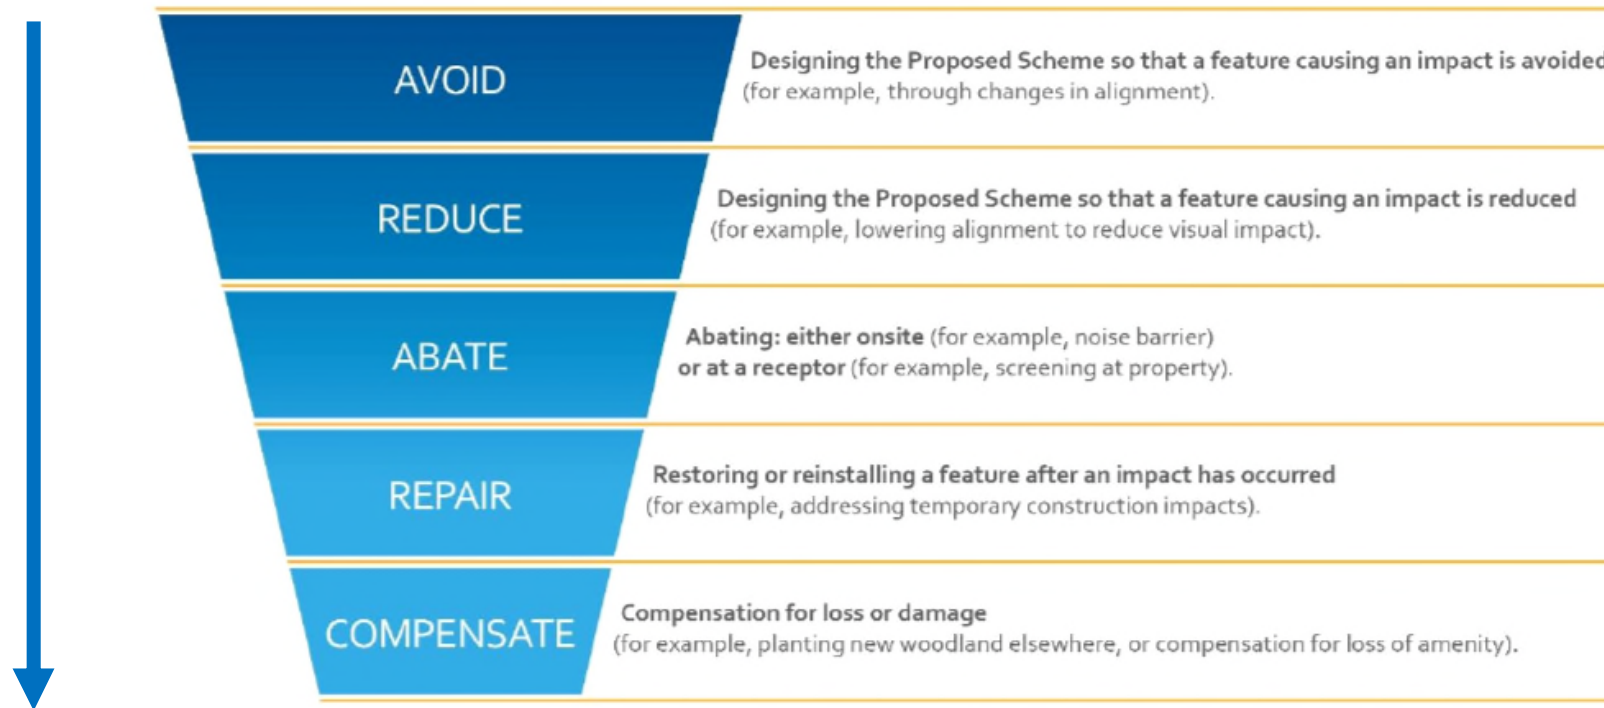 AVOID
Designing the Proposed Scheme so that a feature causing an impact is avoided
(for example, through changes in alignment).
REDUCE
Designing the Proposed Scheme so that a feature causing an impact is reduced
(for example, lowering alignment to reduce visual impact).
ABATE
Abating: either onsite (for example, noise barrier)
or at a receptor (for example, screening at property).
REPAIR
Restoring or reinstalling a feature after an impact has occurred
(for example, addressing temporary construction impacts).
COMPENSATE
Compensation for loss or damage
(for example, planting new woodland elsewhere, or compensation for loss of amenity).